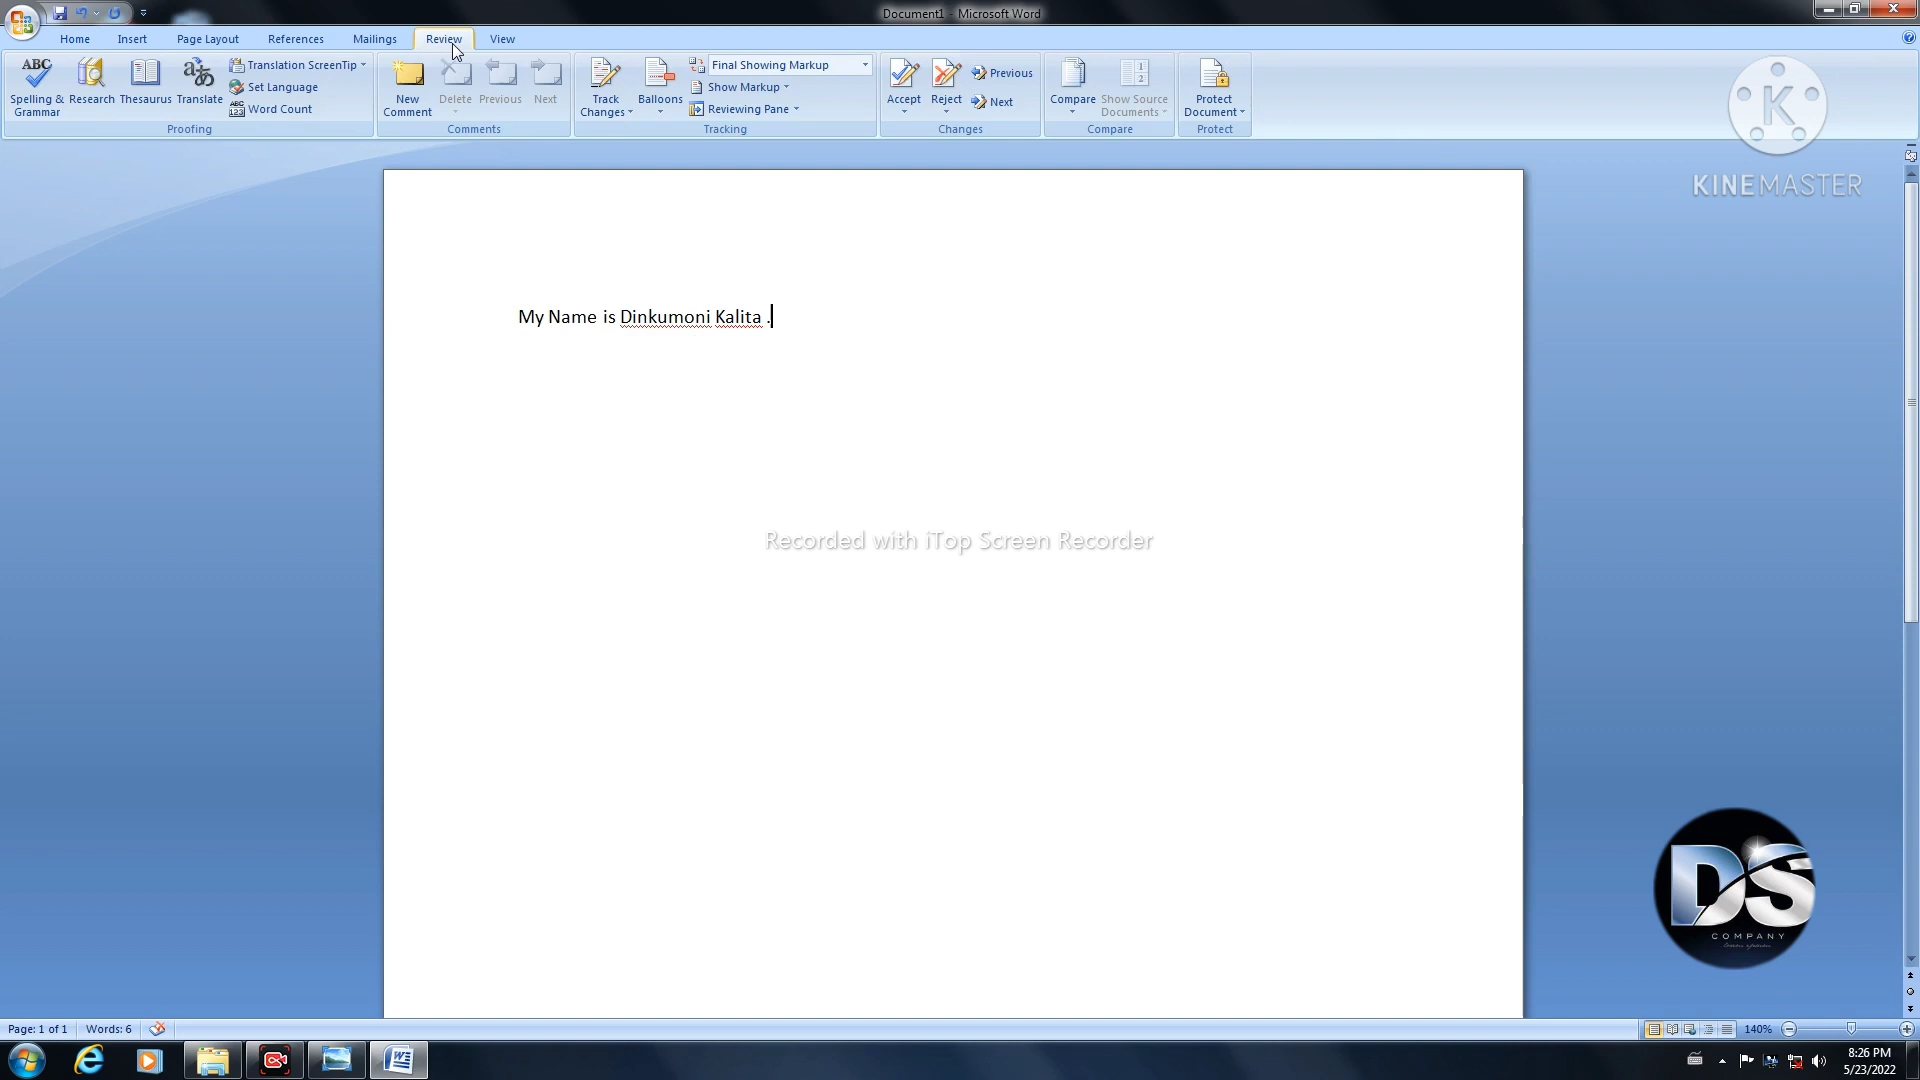 Document1 - Microsoft Word
Home Insert Page Layout References Mailings Review View
ABC
Spelling & Grammar Research Thesaurus Translate
Translation ScreenTip
Set Language
ABC 123 Word Count
Proofing
New Comment Delete Previous Next
Comments
Track Changes Balloons
Final Showing Markup
Show Markup
Reviewing Pane
Tracking
Accept Reject
Previous
Next
Changes
Compare Show Source Documents
Compare
Protect Document
Protect
K
KINEMASTER
My Name is Dinkumoni Kalita .
Recorded with iTop Screen Recorder
DS
COMPANY
Page: 1 of 1 Words: 6
140%
8:26 PM
5/23/2022